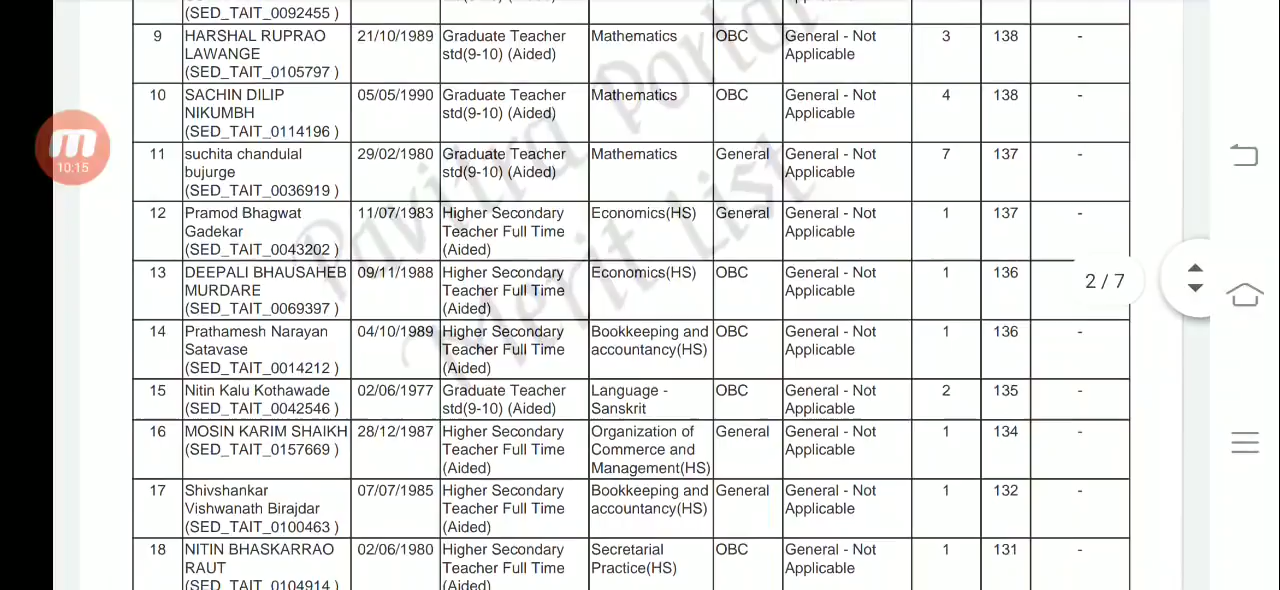 (SED_TAIT_0092455 )
9 HARSHAL RUPRAO 21/10/1989 Graduate Teacher Mathematics OBC General - Not 3 138 -
LAWANGE std(9-10) (Aided) Applicable
(SED_TAIT_0105797 )
10 SACHIN DILIP 05/05/1990 Graduate Teacher Mathematics OBC General - Not 4 138 -
NIKUMBH std(9-10) (Aided) Applicable
(SED_TAIT_0114196 )
11 suchita chandulal 29/02/1980 Graduate Teacher Mathematics General General - Not 7 137 -
bujurge std(9-10) (Aided) Applicable
(SED_TAIT_0036919 )
12 Pramod Bhagwat 11/07/1983 Higher Secondary Economics(HS) General General - Not 1 137 -
Gadekar Teacher Full Time Applicable
(SED_TAIT_0043202 ) (Aided)
13 DEEPALI BHAUSAHEB 09/11/1988 Higher Secondary Economics(HS) OBC General - Not 1 136 -
MURDARE Teacher Full Time Applicable
(SED_TAIT_0069397 ) (Aided)
14 Prathamesh Narayan 04/10/1989 Higher Secondary Bookkeeping and OBC General - Not 1 136 -
Satavase Teacher Full Time accountancy(HS) Applicable
(SED_TAIT_0014212 ) (Aided)
15 Nitin Kalu Kothawade 02/06/1977 Graduate Teacher Language - OBC General - Not 2 135 -
(SED_TAIT_0042546 ) std(9-10) (Aided) Sanskrit Applicable
16 MOSIN KARIM SHAIKH 28/12/1987 Higher Secondary Organization of General General - Not 1 134 -
(SED_TAIT_0157669 ) Teacher Full Time Commerce and Applicable
(Aided) Management(HS)
17 Shivshankar 07/07/1985 Higher Secondary Bookkeeping and General General - Not 1 132 -
Vishwanath Birajdar Teacher Full Time accountancy(HS) Applicable
(SED_TAIT_0100463 ) (Aided)
18 NITIN BHASKARRAO 02/06/1980 Higher Secondary Secretarial OBC General - Not 1 131 -
RAUT Teacher Full Time Practice(HS) Applicable
(SED_TAIT_0104914 ) (Aided)
Pavitra Portal
Merit List
10:15
2 / 7